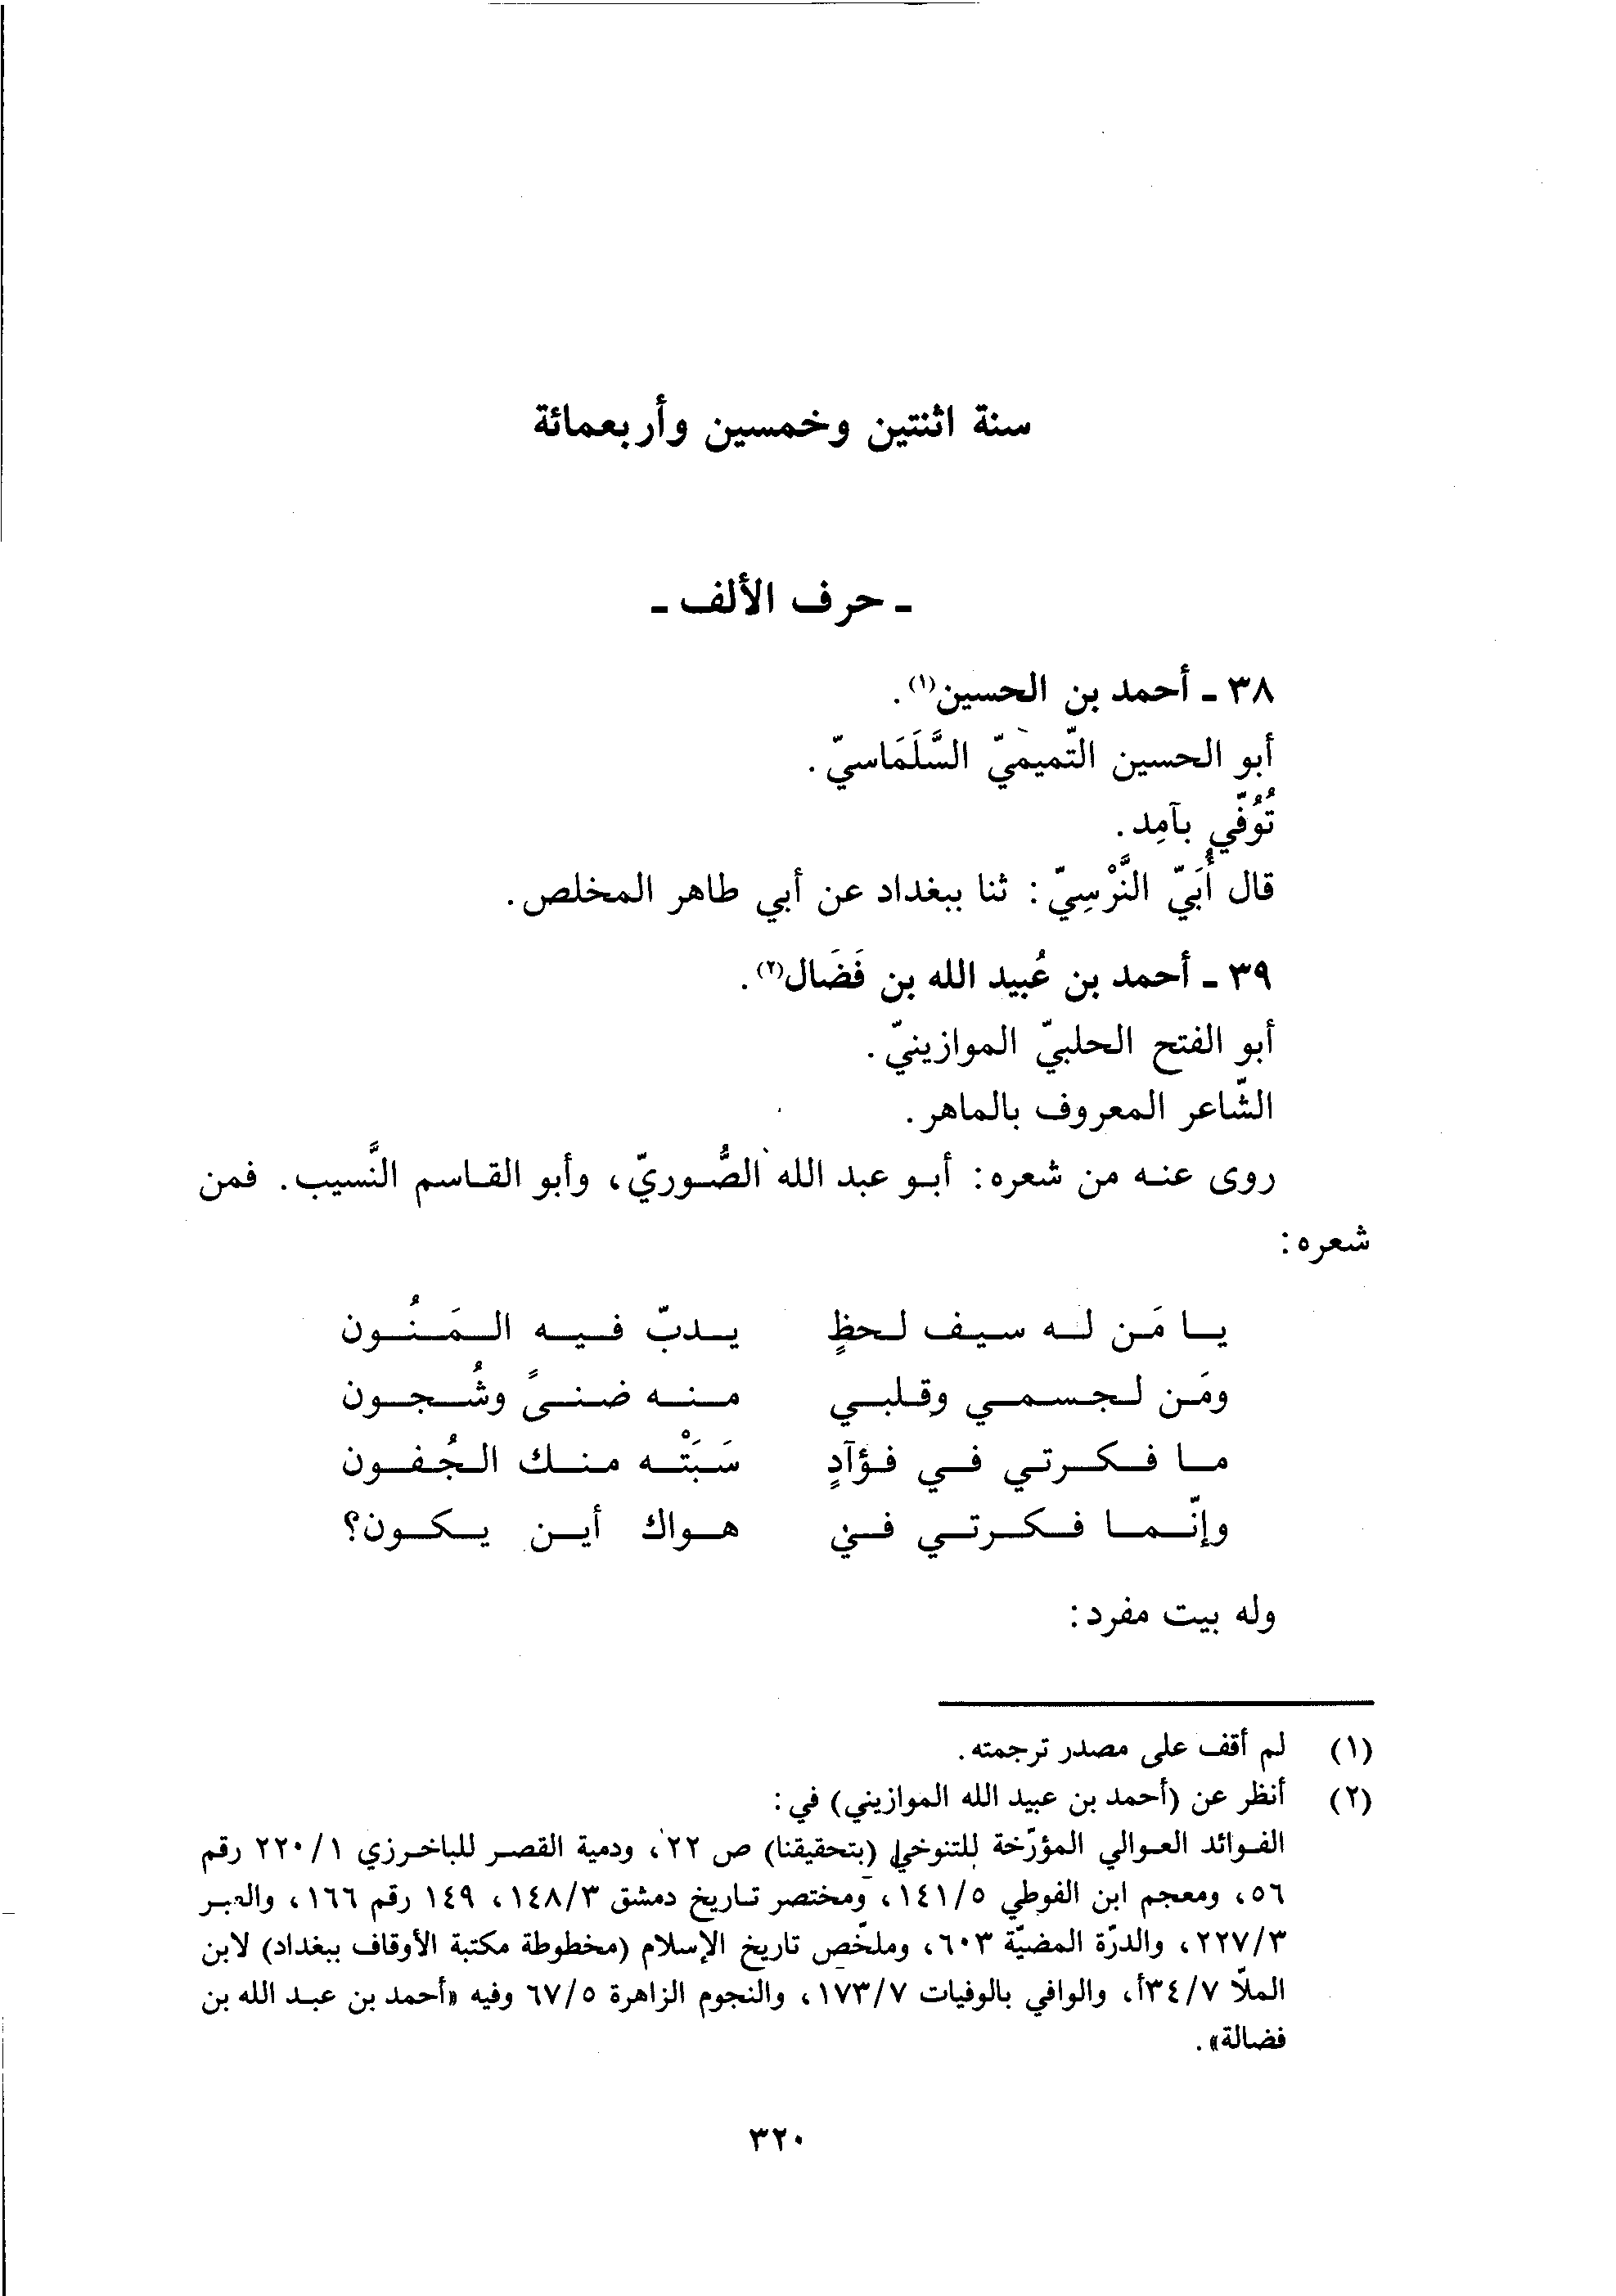 سنة اثنتين وخمسين وأربعمائة
ـ حرف الألف ـ
٣٨ ـ أحمد بن الحسين(١).
أبو الحسين التّميميّ السَّلَمَاسيّ.
تُوُفّي بآمِد.
قال أُبَيّ النَّرْسِيّ: ثنا ببغداد عن أبي طاهر المخلص.
٣٩ ـ أحمد بن عُبيد الله بن فَضَال(٢).
أبو الفتح الحلبيّ الموازينيّ.
الشّاعر المعروف بالماهر.
روى عنه من شعره: أبو عبد الله الصُّوريّ، وأبو القاسم النَّسيب. فمن
شعره:
يا مَن له سيف لحظٍ يدبّ فيه المَنُون
ومَن لجسمي وقلبي منه ضنىً وشُجون
ما فكرتي في فؤآدٍ سَبَتْه منك الجُفون
وإنّما فكرتي في هواك أين يكون؟
وله بيت مفرد:
(١) لم أقف على مصدر ترجمته.
(٢) أنظر عن (أحمد بن عبيد الله الموازيني) في:
الفوائد العوالي المؤرّخة للتنوخي (بتحقيقنا) ص ٢٢، ودمية القصر للباخرزي ٢٢٠/١ رقم
٥٦، ومعجم ابن الفوطي ١٤١/٥، ومختصر تاريخ دمشق ١٤٨/٣، ١٤٩ رقم ١٦٦، والعبر
٢٢٧/٣، والدرّة المضيّة ٦٠٣، وملخّص تاريخ الإسلام (مخطوطة مكتبة الأوقاف ببغداد) لابن
الملّا ٣٤/٧أ، والوافي بالوفيات ١٧٣/٧، والنجوم الزاهرة ٦٧/٥ وفيه «أحمد بن عبد الله بن
فضالة».
٣٢٠